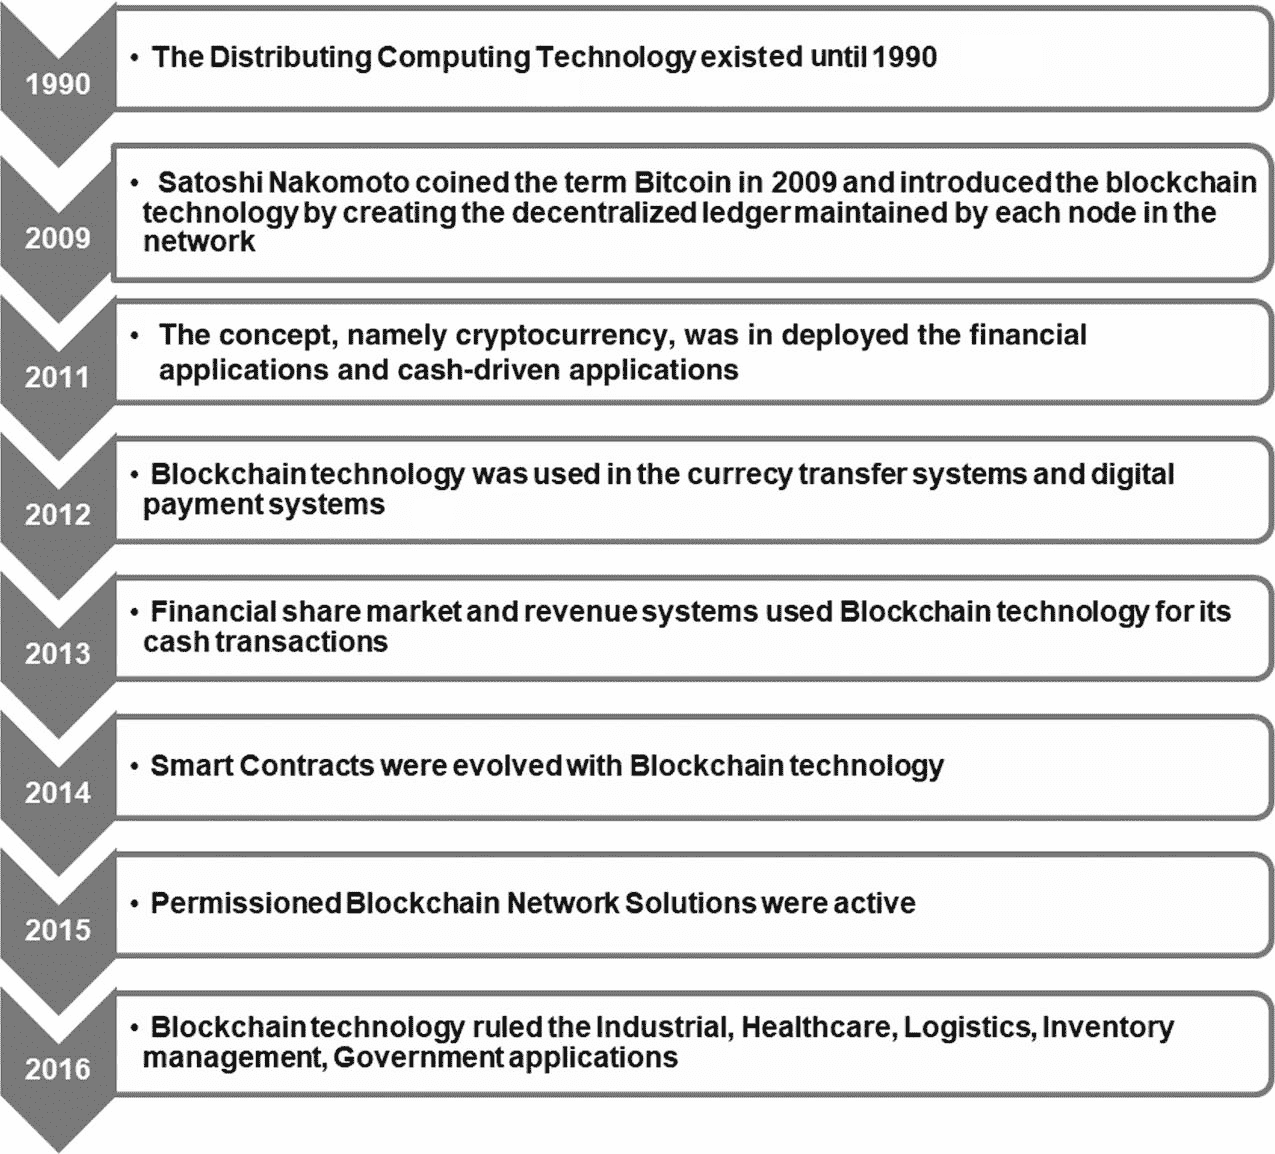 1990
• The Distributing Computing Technology existed until 1990
2009
• Satoshi Nakomoto coined the term Bitcoin in 2009 and introduced the blockchain
technology by creating the decentralized ledger maintained by each node in the
network
2011
• The concept, namely cryptocurrency, was in deployed the financial
applications and cash-driven applications
2012
• Blockchain technology was used in the currecy transfer systems and digital
payment systems
2013
• Financial share market and revenue systems used Blockchain technology for its
cash transactions
2014
• Smart Contracts were evolved with Blockchain technology
2015
• Permissioned Blockchain Network Solutions were active
2016
• Blockchain technology ruled the Industrial, Healthcare, Logistics, Inventory
management, Government applications